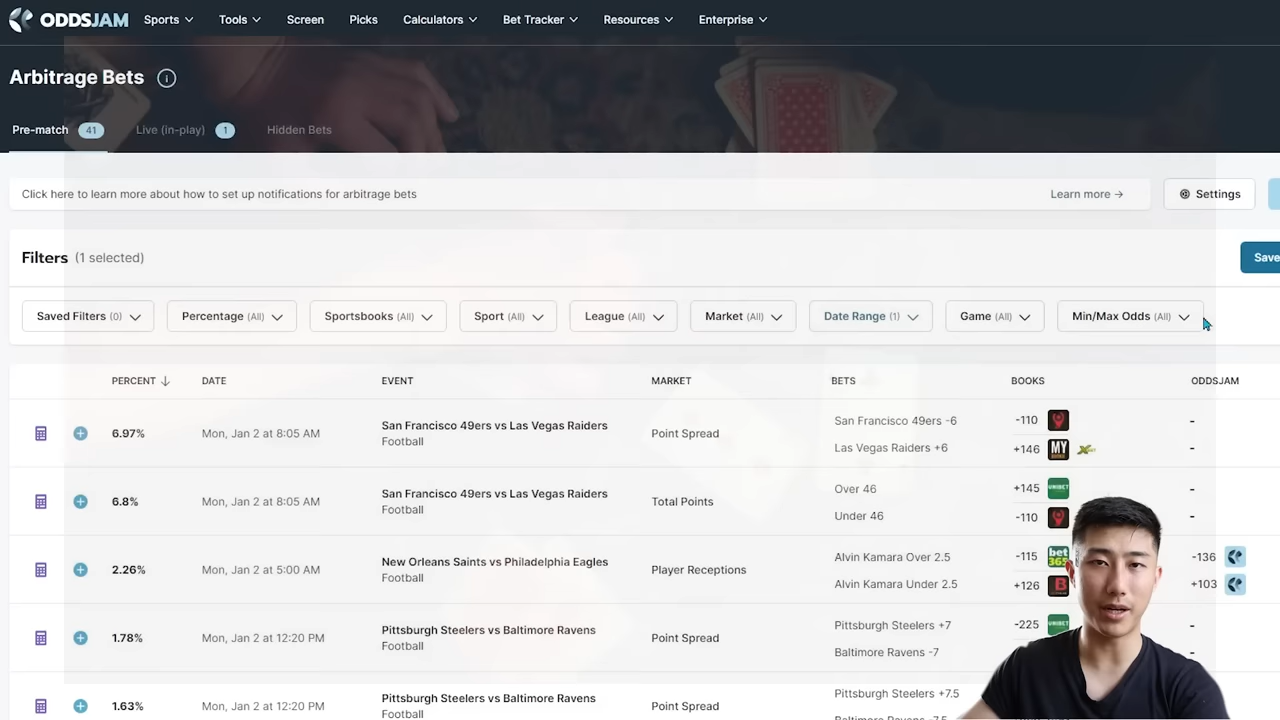 ODDSJAM Sports Tools Screen Picks Calculators Bet Tracker Resources Enterprise
Arbitrage Bets
Pre-match 41 Live (in-play) 1 Hidden Bets
Click here to learn more about how to set up notifications for arbitrage bets Learn more → Settings
Filters (1 selected) Save
Saved Filters (0) Percentage (All) Sportsbooks (All) Sport (All) League (All) Market (All) Date Range (1) Game (All) Min/Max Odds (All)
PERCENT DATE EVENT MARKET BETS BOOKS ODDSJAM
6.97% Mon, Jan 2 at 8:05 AM San Francisco 49ers vs Las Vegas Raiders Football Point Spread
San Francisco 49ers -6 -110 -
Las Vegas Raiders +6 +146 MY -
6.8% Mon, Jan 2 at 8:05 AM San Francisco 49ers vs Las Vegas Raiders Football Total Points
Over 46 +145 UNIBET -
Under 46 -110 -
2.26% Mon, Jan 2 at 5:00 AM New Orleans Saints vs Philadelphia Eagles Football Player Receptions
Alvin Kamara Over 2.5 -115 bet365 -136
Alvin Kamara Under 2.5 +126 B +103
1.78% Mon, Jan 2 at 12:20 PM Pittsburgh Steelers vs Baltimore Ravens Football Point Spread
Pittsburgh Steelers +7 -225 UNIBET -
Baltimore Ravens -7 -
1.63% Mon, Jan 2 at 12:20 PM Pittsburgh Steelers vs Baltimore Ravens Football Point Spread
Pittsburgh Steelers +7.5
Baltimore Ravens -7.5